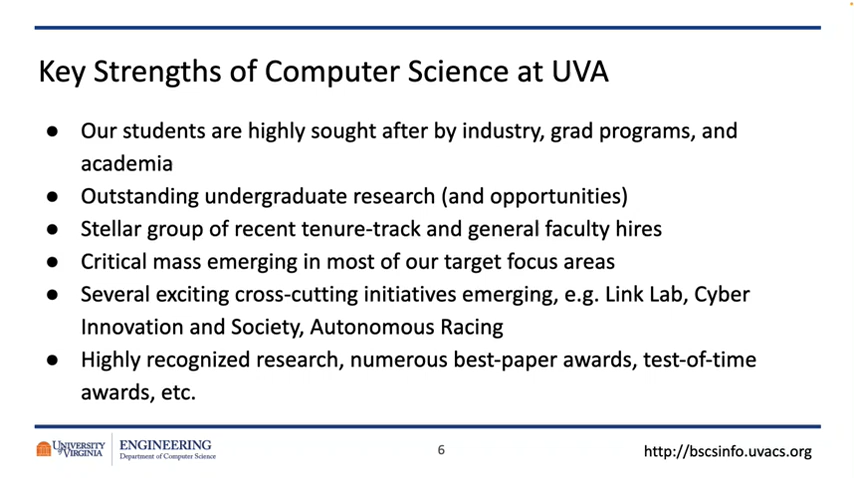 Key Strengths of Computer Science at UVA
● Our students are highly sought after by industry, grad programs, and
academia
● Outstanding undergraduate research (and opportunities)
● Stellar group of recent tenure-track and general faculty hires
● Critical mass emerging in most of our target focus areas
● Several exciting cross-cutting initiatives emerging, e.g. Link Lab, Cyber
Innovation and Society, Autonomous Racing
● Highly recognized research, numerous best-paper awards, test-of-time
awards, etc.
UNIVERSITY
of VIRGINIA
ENGINEERING
Department of Computer Science
6
http://bscsinfo.uvacs.org